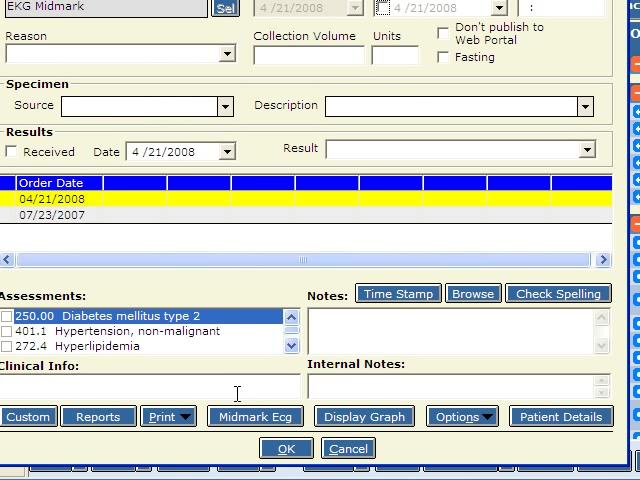 EKG Midmark Sel 4 /21/2008 4 /21/2008 :
Reason Collection Volume Units Don't publish to
Web Portal
Fasting
Specimen
Source Description
Results
Received Date 4 /21/2008 Result
Order Date
04/21/2008
07/23/2007
Assessments: Notes: Time Stamp Browse Check Spelling
250.00 Diabetes mellitus type 2
401.1 Hypertension, non-malignant
272.4 Hyperlipidemia
Clinical Info: Internal Notes:
Custom Reports Print Midmark Ecg Display Graph Options Patient Details
OK Cancel